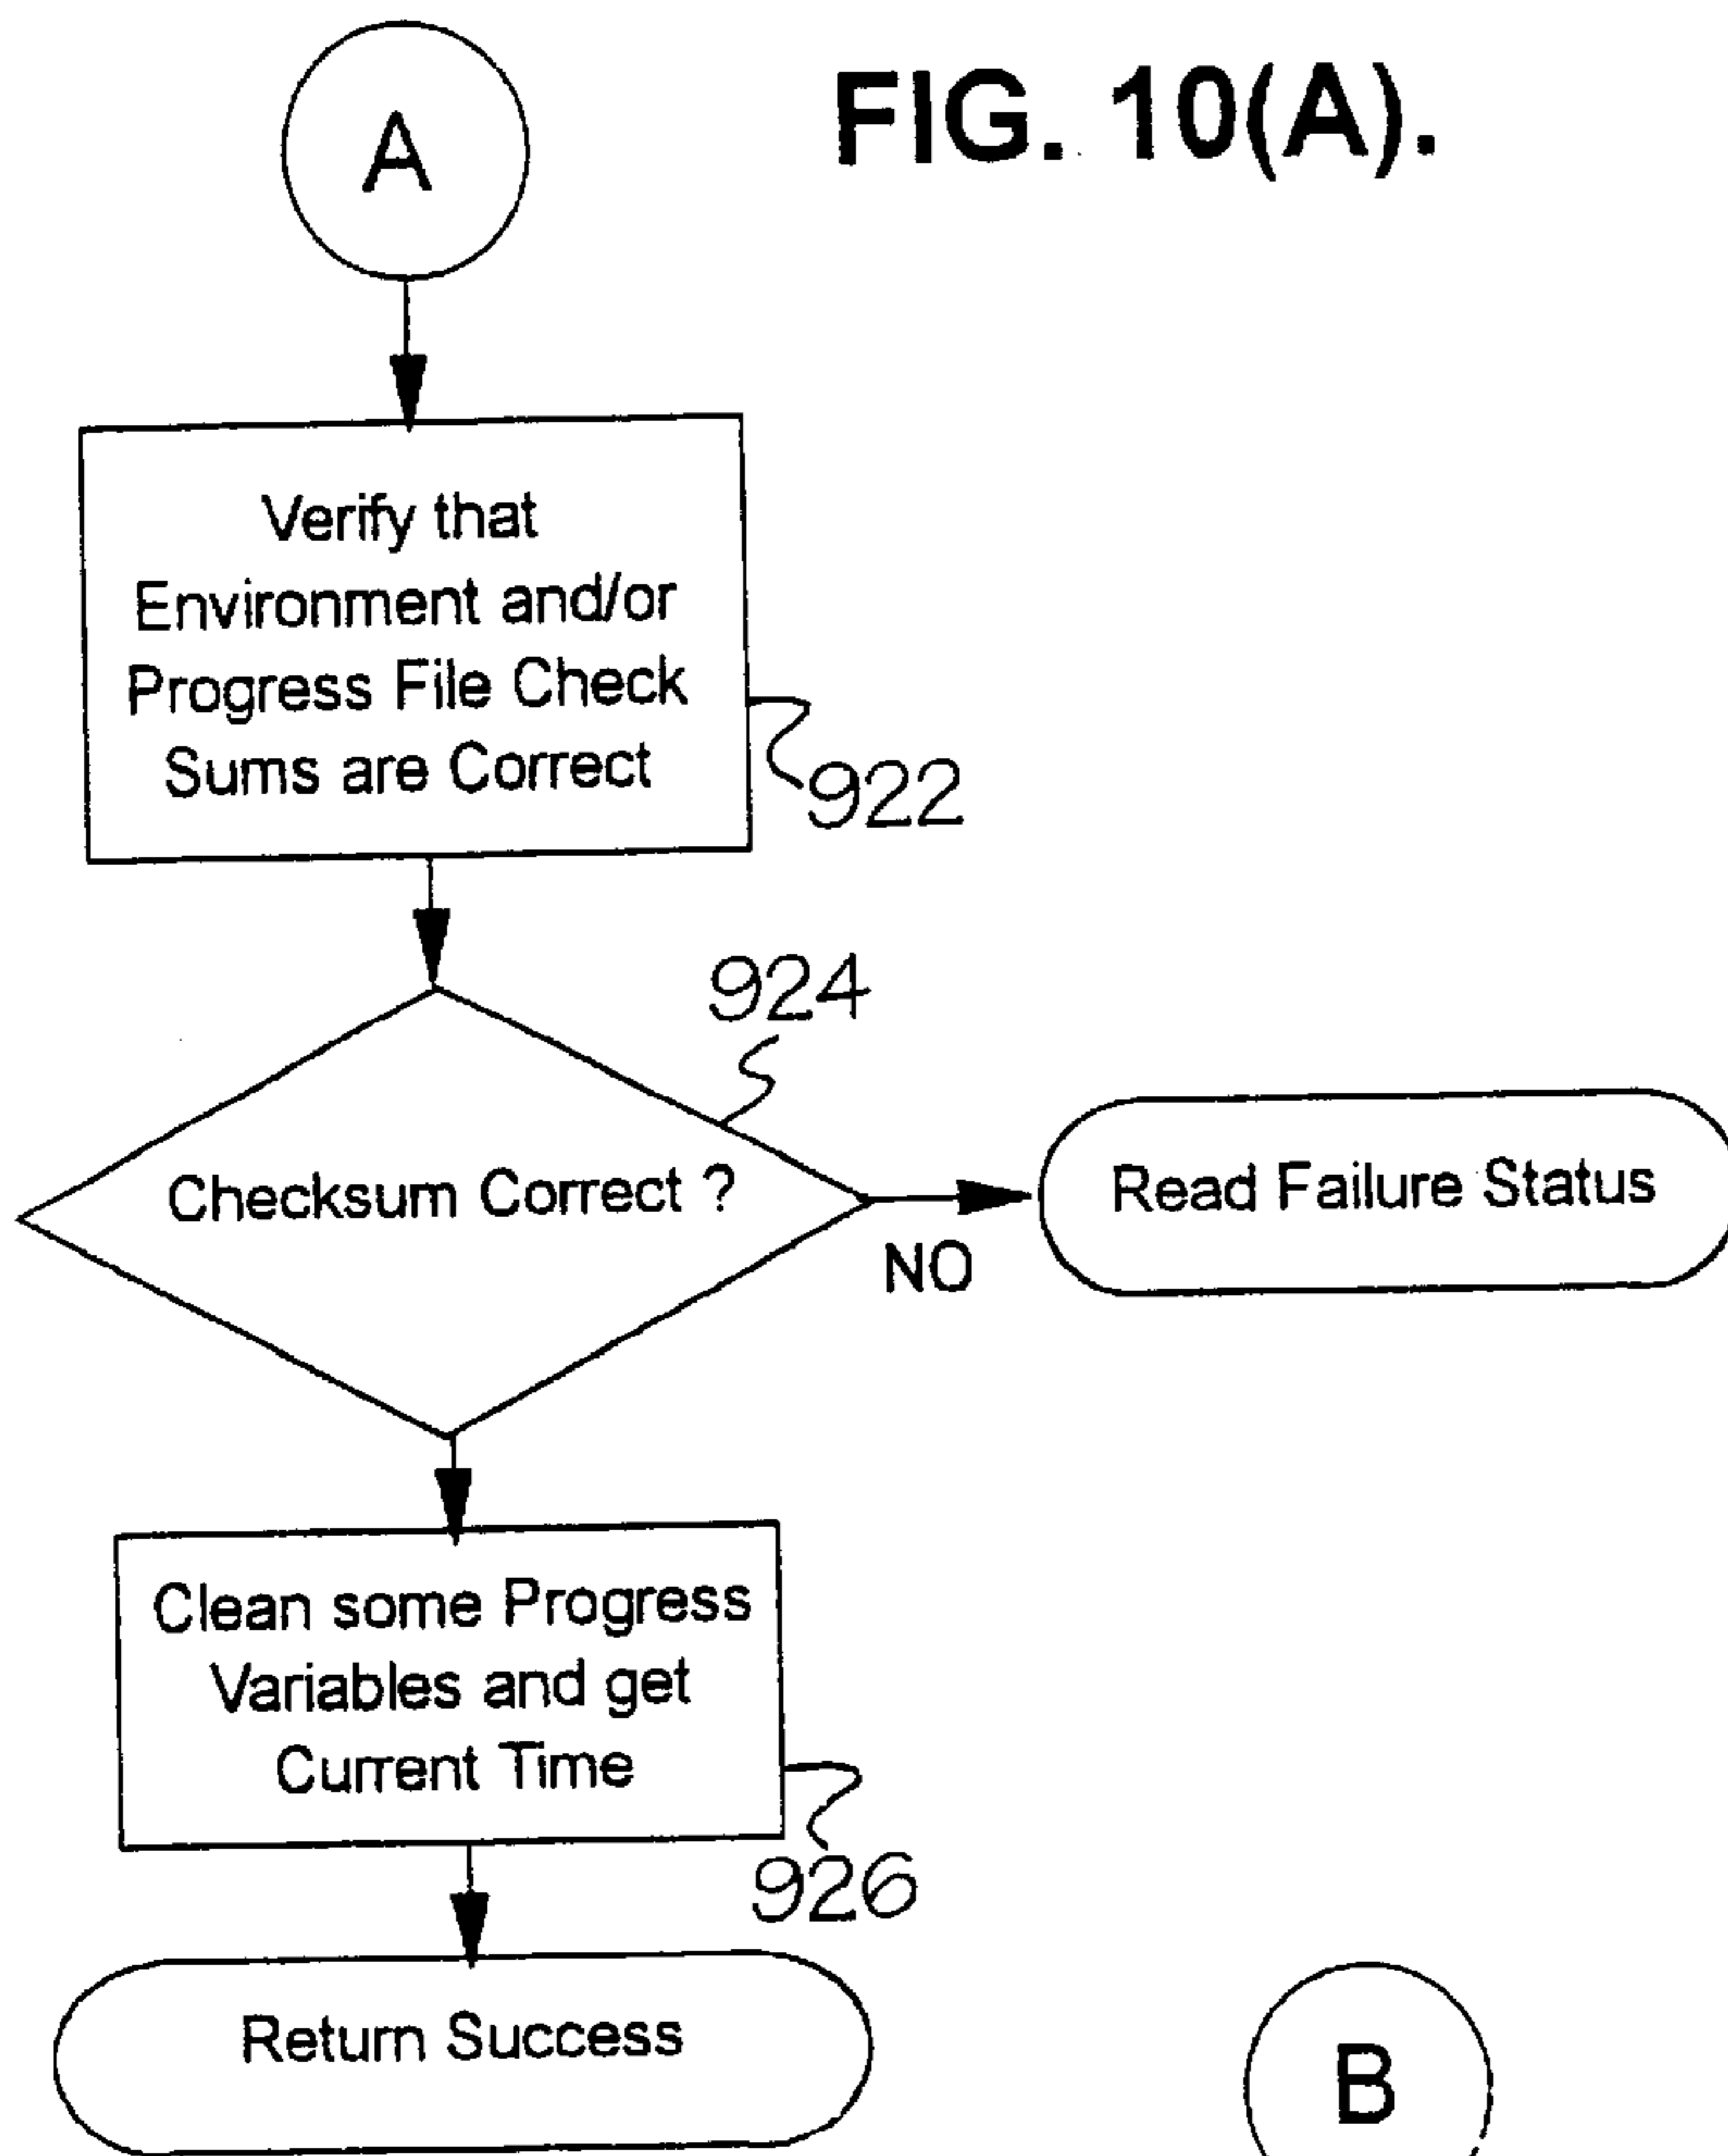 A
FIG. 10(A).
Verify that
Environment and/or
Progress File Check
Sums are Correct
922
924
Checksum Correct ?
NO
Read Failure Status
Clean some Progress
Variables and get
Current Time
926
Return Success
B